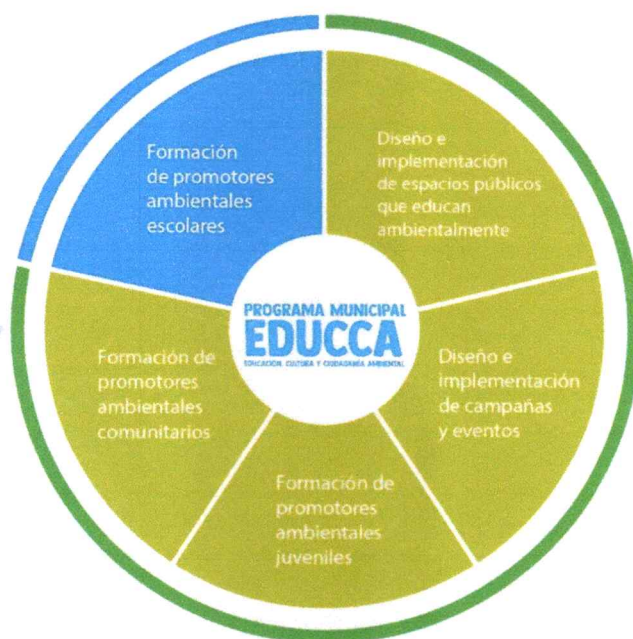 Formación
de promotores
ambientales
escolares
Diseño e
implementación
de espacios públicos
que educan
ambientalmente
PROGRAMA MUNICIPAL
EDUCCA
EDUCACIÓN, CULTURA Y CIUDADANÍA AMBIENTAL
Formación de
promotores
ambientales
comunitarios
Diseño e
implementación
de campañas
y eventos
Formación de
promotores
ambientales
juveniles